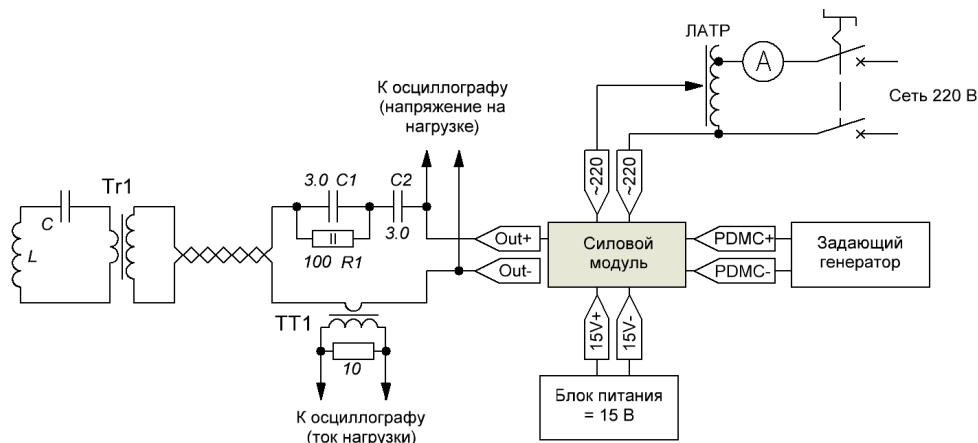 ЛАТР
A
Сеть 220 В
К осциллографу
(напряжение на
нагрузке)
~220
~220
Tr1
C
L
3.0 C1
C2
3.0
II
100 R1
Out+
Out-
Силовой
модуль
PDMC+
PDMC-
Задающий
генератор
TT1
10
15V+
15V-
К осциллографу
(ток нагрузки)
Блок питания
= 15 В